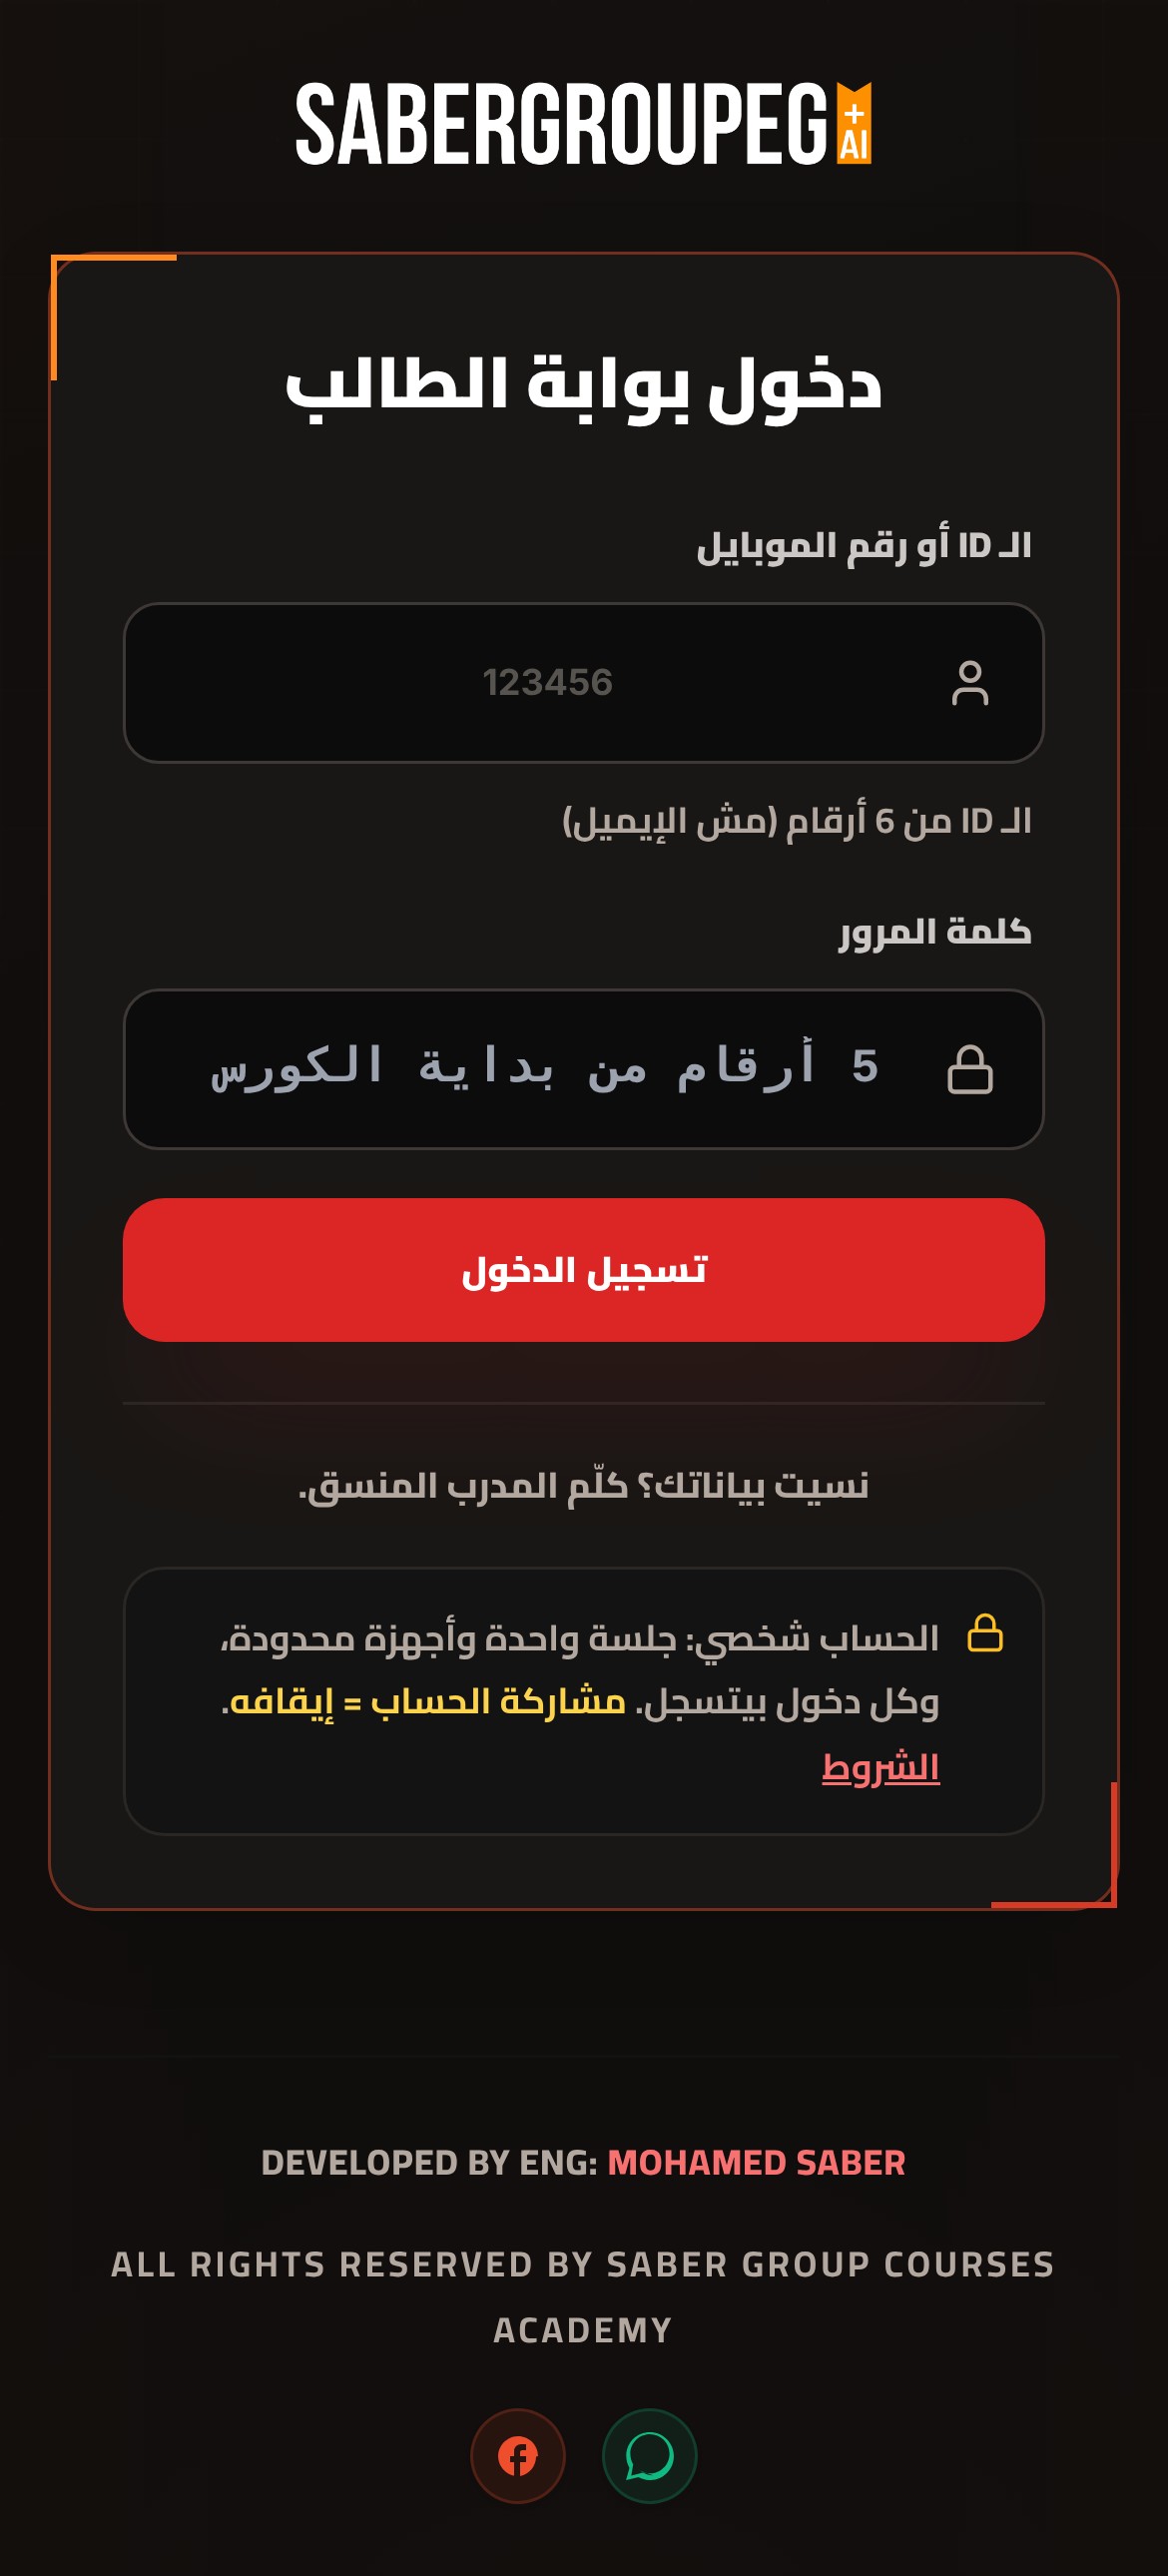 SABERGROUPEG +AI
دخول بوابة الطالب
الـ ID أو رقم الموبايل
123456
الـ ID من 6 أرقام (مش الإيميل)
كلمة المرور
5 أرقام من بداية الكورس
تسجيل الدخول
نسيت بياناتك؟ كلّم المدرب المنسق.
الحساب شخصي: جلسة واحدة وأجهزة محدودة،
وكل دخول بيتسجل. مشاركة الحساب = إيقافه.
الشروط
DEVELOPED BY ENG: MOHAMED SABER
ALL RIGHTS RESERVED BY SABER GROUP COURSES
ACADEMY